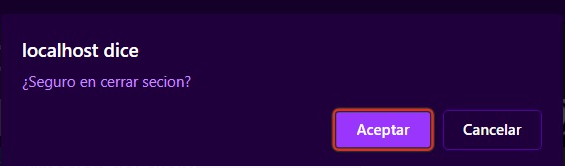 localhost dice
¿Seguro en cerrar secion?
Aceptar
Cancelar